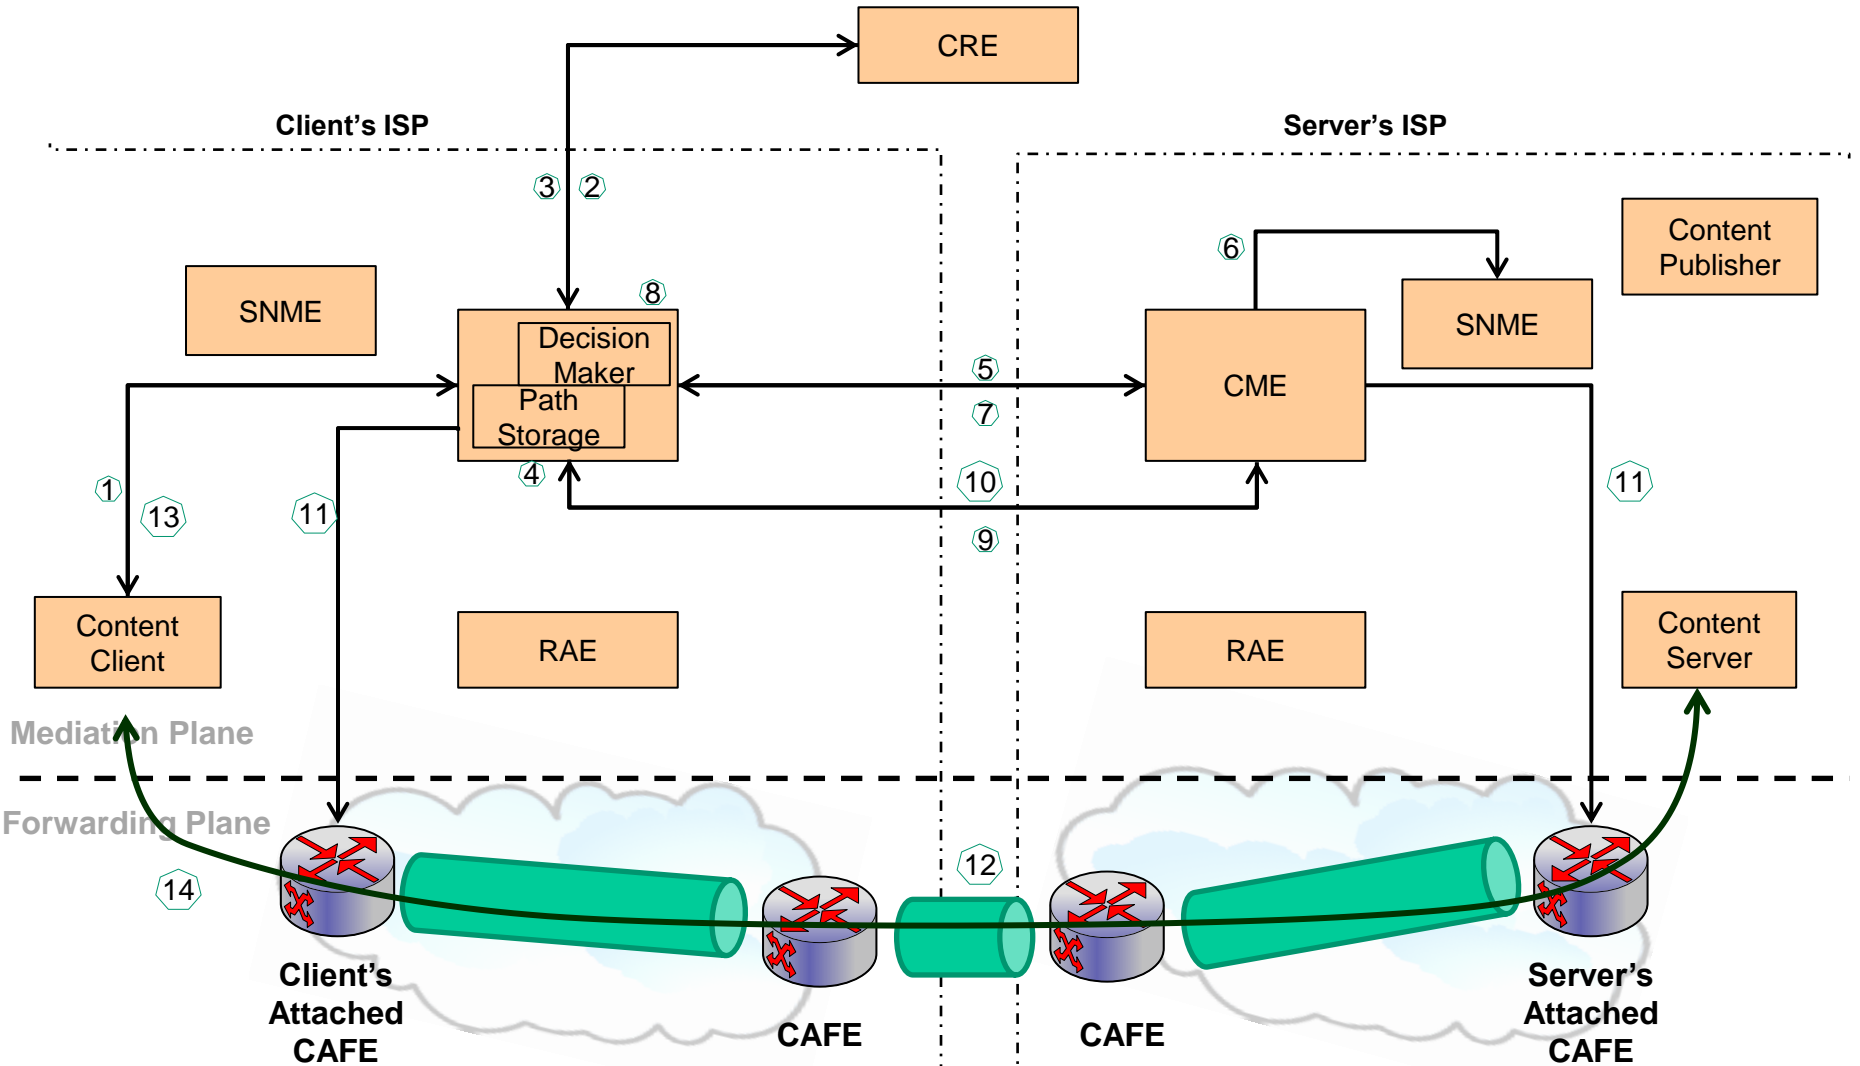 CRE
Client's ISP
Server's ISP
3
2
Content
Publisher
6
SNME
8
SNME
Decision
Maker
5
CME
Path
Storage
7
4
1
13
11
10
11
9
Content
Client
RAE
RAE
Content
Server
Mediation Plane
Forwarding Plane
12
14
Client's
Attached
CAFE
CAFE
CAFE
Server's
Attached
CAFE